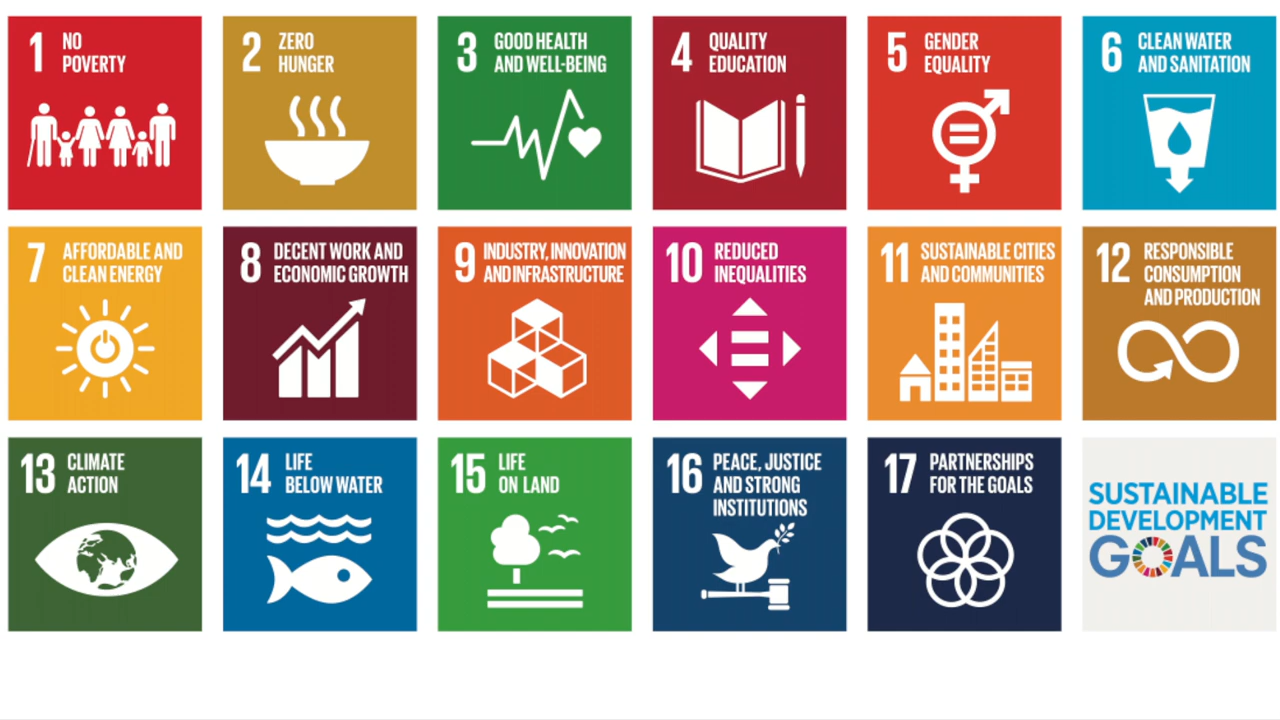 1 NO
POVERTY
2 ZERO
HUNGER
3 GOOD HEALTH
AND WELL-BEING
4 QUALITY
EDUCATION
5 GENDER
EQUALITY
6 CLEAN WATER
AND SANITATION
7 AFFORDABLE AND
CLEAN ENERGY
8 DECENT WORK AND
ECONOMIC GROWTH
9 INDUSTRY, INNOVATION
AND INFRASTRUCTURE
10 REDUCED
INEQUALITIES
11 SUSTAINABLE CITIES
AND COMMUNITIES
12 RESPONSIBLE
CONSUMPTION
AND PRODUCTION
13 CLIMATE
ACTION
14 LIFE
BELOW WATER
15 LIFE
ON LAND
16 PEACE, JUSTICE
AND STRONG
INSTITUTIONS
17 PARTNERSHIPS
FOR THE GOALS
SUSTAINABLE
DEVELOPMENT
GOALS